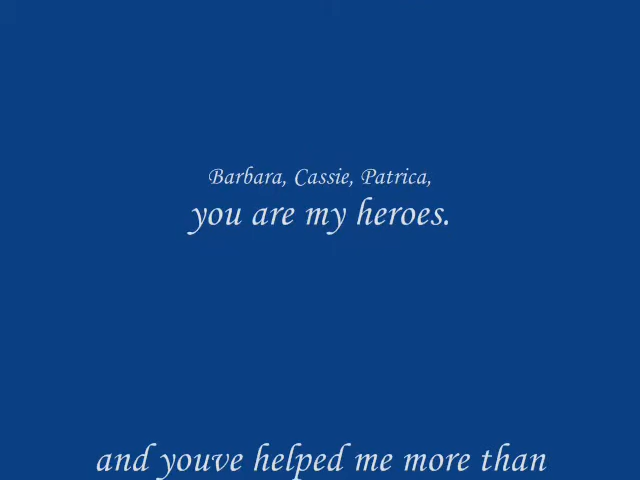 Barbara, Cassie, Patrica,
you are my heroes.
and youve helped me more than